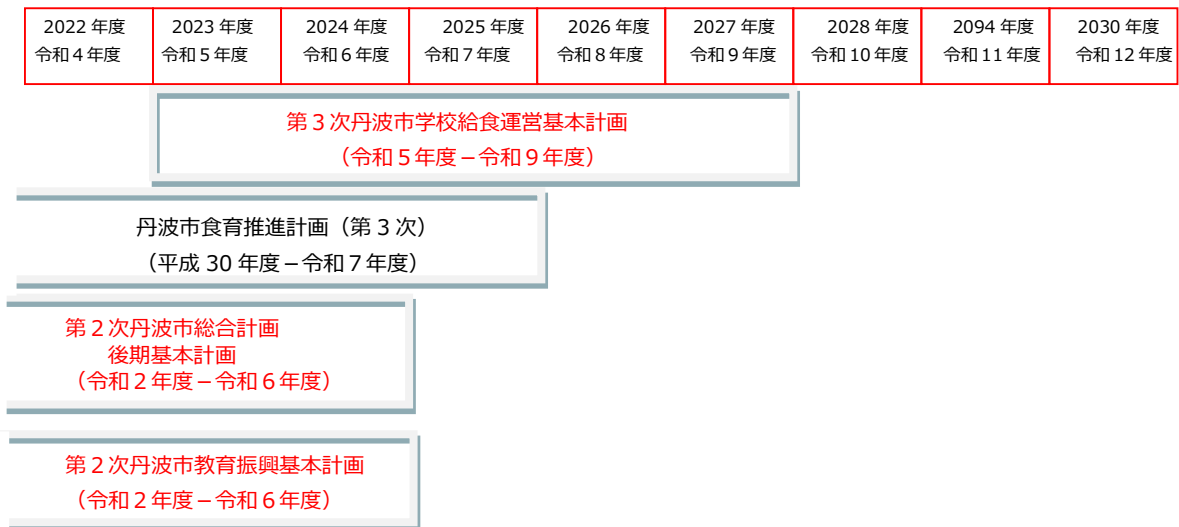 2022 年度 2023 年度 2024 年度 2025 年度 2026 年度 2027 年度 2028 年度 2094 年度 2030 年度
令和４年度 令和５年度 令和６年度 令和７年度 令和８年度 令和９年度 令和 10 年度 令和 11 年度 令和 12 年度
第３次丹波市学校給食運営基本計画
（令和５年度－令和９年度）
丹波市食育推進計画（第３次）
（平成 30 年度－令和７年度）
第２次丹波市総合計画
後期基本計画
（令和２年度－令和６年度）
第２次丹波市教育振興基本計画
（令和２年度－令和６年度）